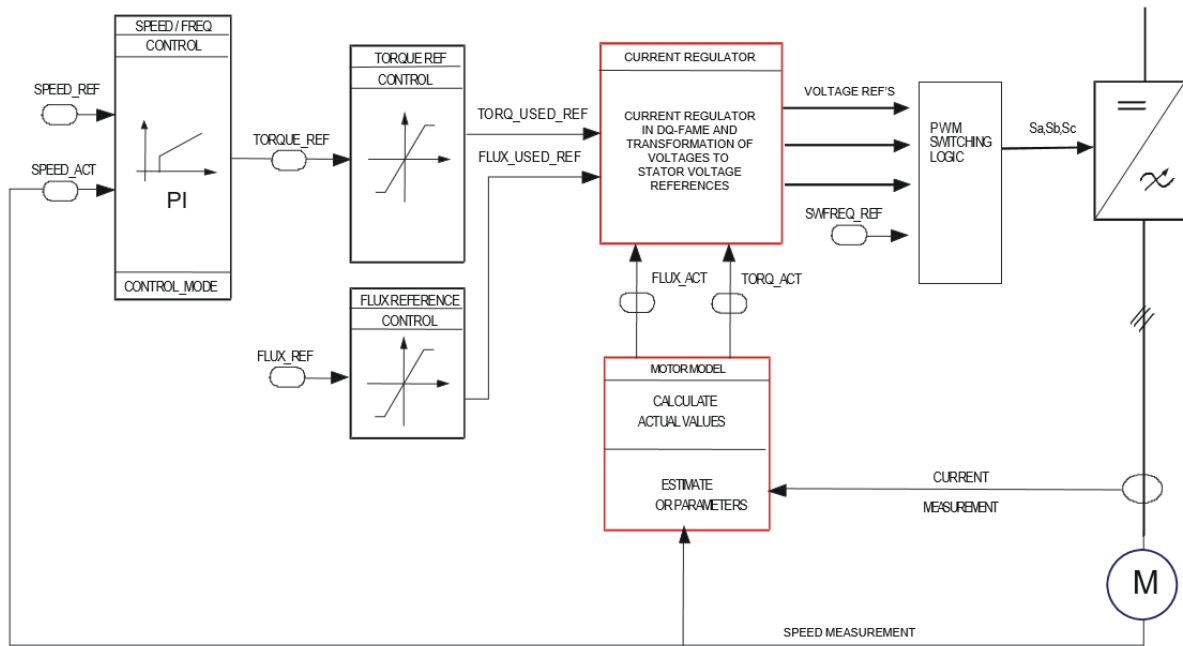 SPEED / FREQ
CONTROL
SPEED_REF
SPEED_ACT
PI
CONTROL_MODE
TORQUE_REF
TORQUE REF
CONTROL
TORQ_USED_REF
FLUX_USED_REF
FLUX REFERENCE
CONTROL
FLUX_REF
CURRENT REGULATOR
CURRENT REGULATOR
IN DQ-FAME AND
TRANSFORMATION OF
VOLTAGES TO
STATOR VOLTAGE
REFERENCES
VOLTAGE REF'S
SWFREQ_REF
PWM
SWITCHING
LOGIC
Sa,Sb,Sc
FLUX_ACT
TORQ_ACT
MOTOR MODEL
CALCULATE
ACTUAL VALUES
ESTIMATE
OR PARAMETERS
CURRENT
MEASUREMENT
M
SPEED MEASUREMENT